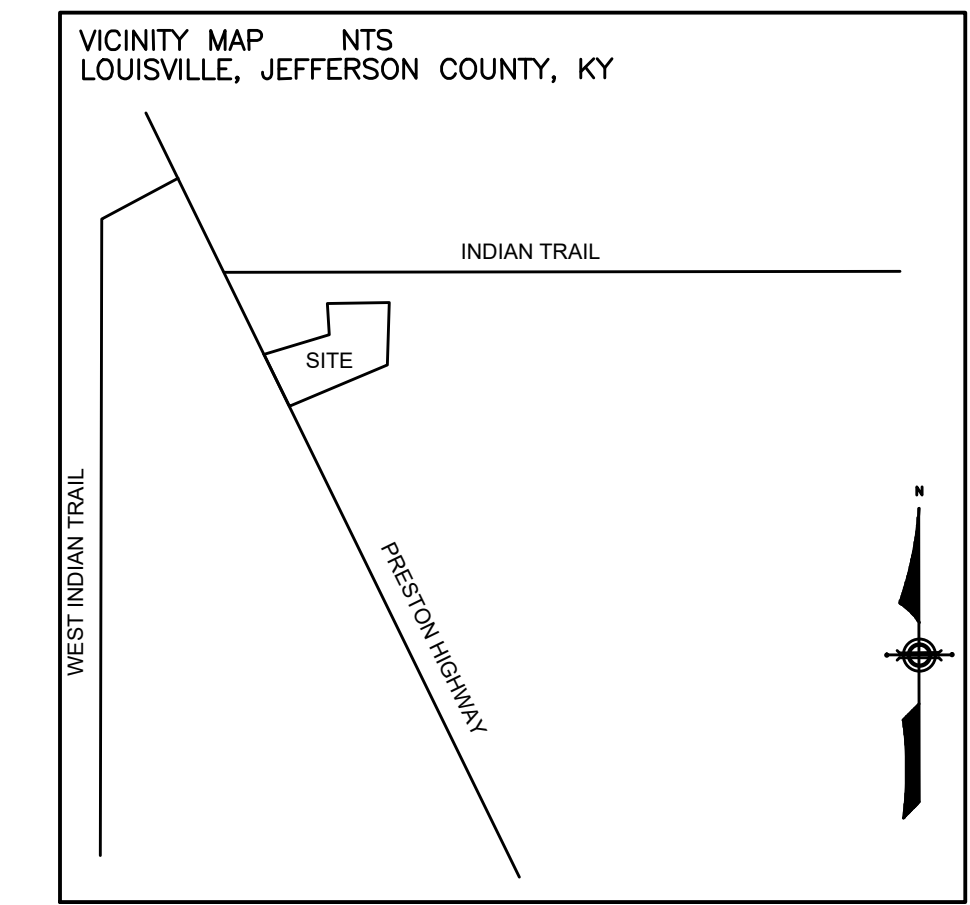 VICINITY MAP NTS
LOUISVILLE, JEFFERSON COUNTY, KY
INDIAN TRAIL
SITE
WEST INDIAN TRAIL
PRESTON HIGHWAY
N